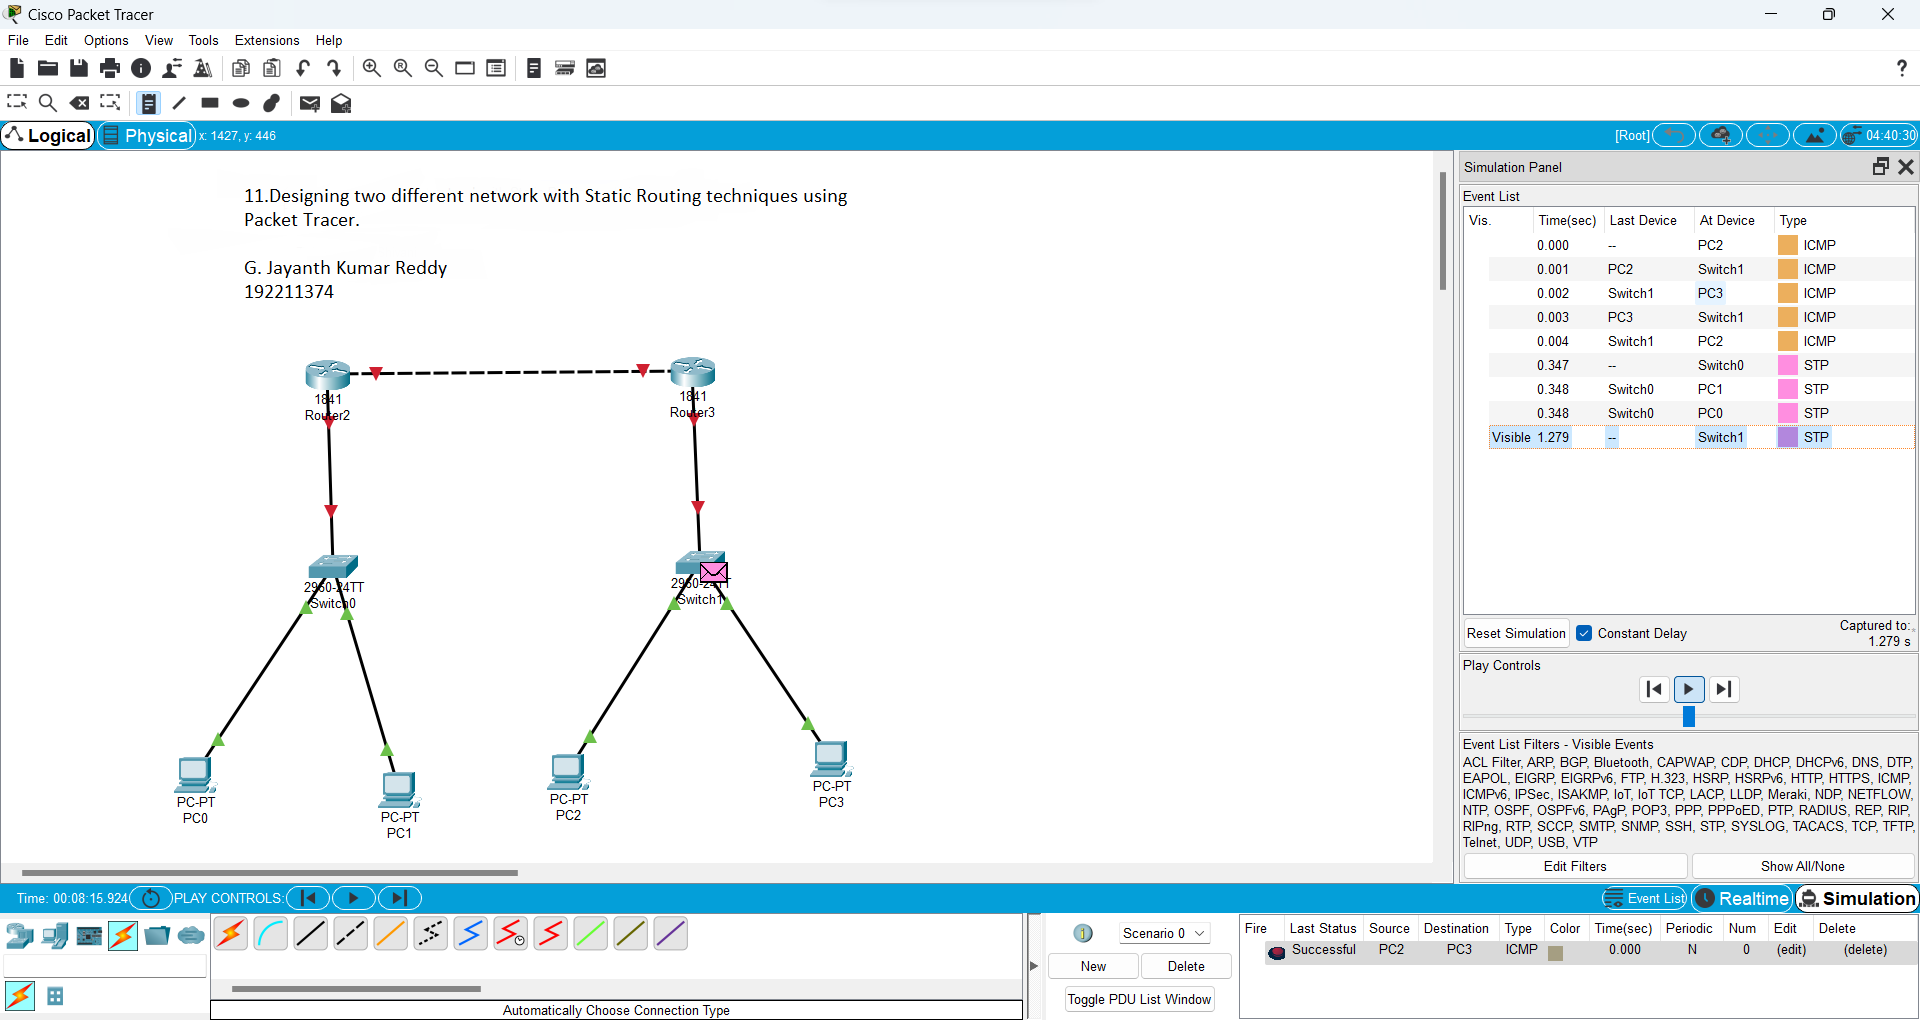 Cisco Packet Tracer
File Edit Options View Tools Extensions Help
Logical Physical x: 1427, y: 446 [Root] 04:40:30
11.Designing two different network with Static Routing techniques using
Packet Tracer.
G. Jayanth Kumar Reddy
192211374
1841
Router2
1841
Router3
2960-24TT
Switch0
2960-24TT
Switch1
PC-PT
PC0
PC-PT
PC1
PC-PT
PC2
PC-PT
PC3
Simulation Panel
Event List
Vis. Time(sec) Last Device At Device Type
0.000 -- PC2 ICMP
0.001 PC2 Switch1 ICMP
0.002 Switch1 PC3 ICMP
0.003 PC3 Switch1 ICMP
0.004 Switch1 PC2 ICMP
0.347 -- Switch0 STP
0.348 Switch0 PC1 STP
0.348 Switch0 PC0 STP
Visible 1.279 -- Switch1 STP
Reset Simulation Constant Delay Captured to:
1.279 s
Play Controls
Event List Filters - Visible Events
ACL Filter, ARP, BGP, Bluetooth, CAPWAP, CDP, DHCP, DHCPv6, DNS, DTP,
EAPOL, EIGRP, EIGRPv6, FTP, H.323, HSRP, HSRPv6, HTTP, HTTPS, ICMP,
ICMPv6, IPSec, ISAKMP, IoT, IoT TCP, LACP, LLDP, Meraki, NDP, NETFLOW,
NTP, OSPF, OSPFv6, PAgP, POP3, PPP, PPPoED, PTP, RADIUS, REP, RIP,
RIPng, RTP, SCCP, SMTP, SNMP, SSH, STP, SYSLOG, TACACS, TCP, TFTP,
Telnet, UDP, USB, VTP
Edit Filters Show All/None
Time: 00:08:15.924 PLAY CONTROLS: Event List Realtime Simulation
Automatically Choose Connection Type
Scenario 0
New Delete
Toggle PDU List Window
Fire Last Status Source Destination Type Color Time(sec) Periodic Num Edit Delete
Successful PC2 PC3 ICMP 0.000 N 0 (edit) (delete)